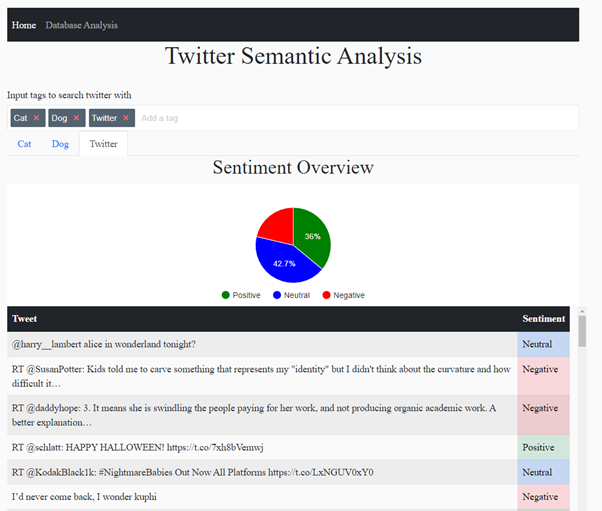 Home Database Analysis
Twitter Semantic Analysis
Input tags to search twitter with
Cat × Dog × Twitter × Add a tag
Cat Dog Twitter
Sentiment Overview
36%
42.7%
Positive Neutral Negative
Tweet Sentiment
@harry__lambert alice in wonderland tonight? Neutral
RT @SusanPotter: Kids told me to carve something that represents my "identity" but I didn't think about the curvature and how Negative
difficult it…
RT @daddyhope: 3. It means she is swindling the people paying for her work, and not producing organic academic work. A Negative
better explanation…
RT @schlatt: HAPPY HALLOWEEN! https://t.co/7xh8bVemwj Positive
RT @KodakBlack1k: #NightmareBabies Out Now All Platforms https://t.co/LxNGUV0xY0 Neutral
I'd never come back, I wonder kuphi Negative